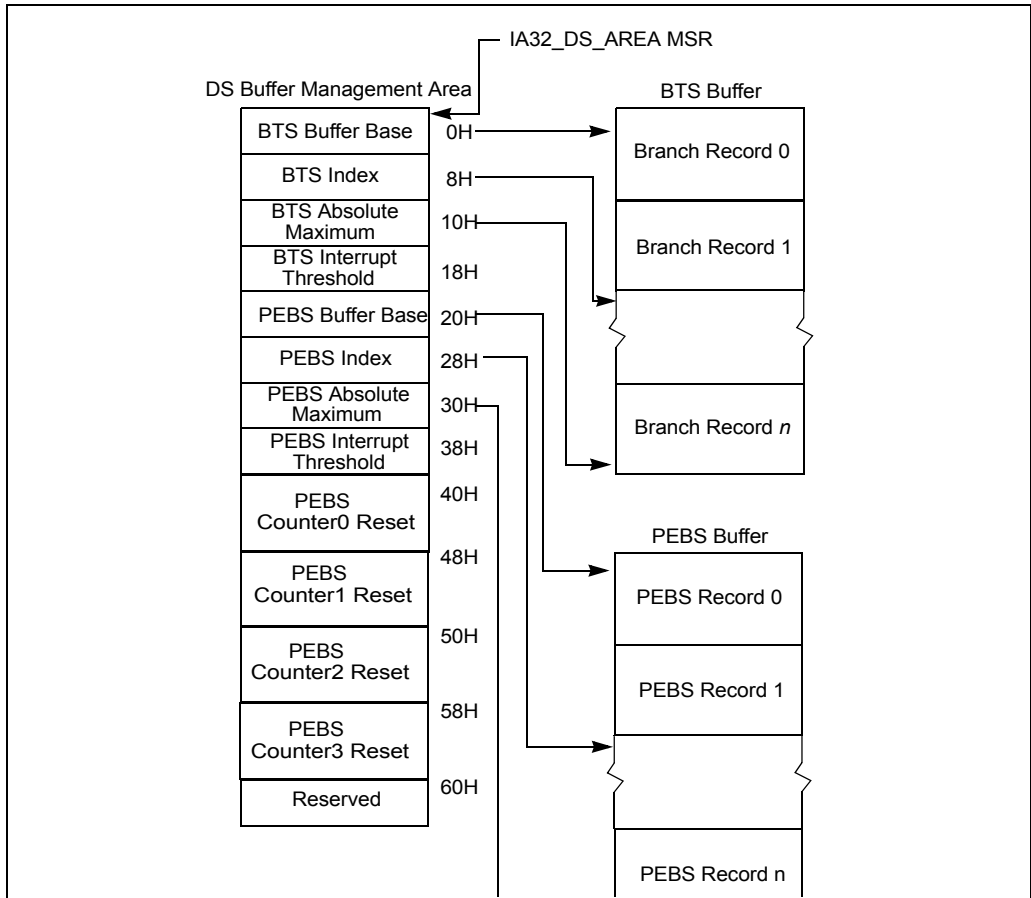 IA32_DS_AREA MSR
DS Buffer Management Area
BTS Buffer Base
0H
BTS Index
8H
BTS Absolute
Maximum
10H
BTS Interrupt
Threshold
18H
PEBS Buffer Base
20H
PEBS Index
28H
PEBS Absolute
Maximum
30H
PEBS Interrupt
Threshold
38H
40H
PEBS
Counter0 Reset
48H
PEBS
Counter1 Reset
50H
PEBS
Counter2 Reset
58H
PEBS
Counter3 Reset
60H
Reserved
BTS Buffer
Branch Record 0
Branch Record 1
Branch Record n
PEBS Buffer
PEBS Record 0
PEBS Record 1
PEBS Record n